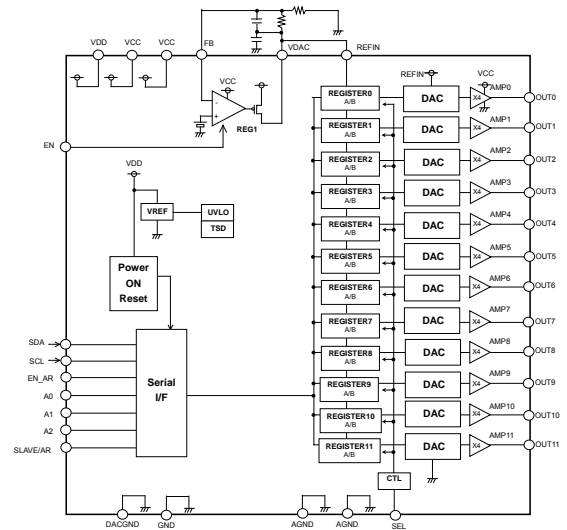 VDD
VCC
VCC
FB
VDAC
REFIN
VCC
-
+
REG1
EN
VDD
VREF
UVLO
TSD
Power
ON
Reset
SDA
SCL
EN_AR
A0
A1
A2
SLAVE/AR
Serial
I/F
REFIN
VCC
REGISTER0
A/B
DAC
X4
AMP0
OUT0
REGISTER1
A/B
DAC
X4
AMP1
OUT1
REGISTER2
A/B
DAC
X4
AMP2
OUT2
REGISTER3
A/B
DAC
X4
AMP3
OUT3
REGISTER4
A/B
DAC
X4
AMP4
OUT4
REGISTER5
A/B
DAC
X4
AMP5
OUT5
REGISTER6
A/B
DAC
X4
AMP6
OUT6
REGISTER7
A/B
DAC
X4
AMP7
OUT7
REGISTER8
A/B
DAC
X4
AMP8
OUT8
REGISTER9
A/B
DAC
X4
AMP9
OUT9
REGISTER10
A/B
DAC
X4
AMP10
OUT10
REGISTER11
A/B
DAC
X4
AMP11
OUT11
CTL
DACGND
GND
AGND
AGND
SEL